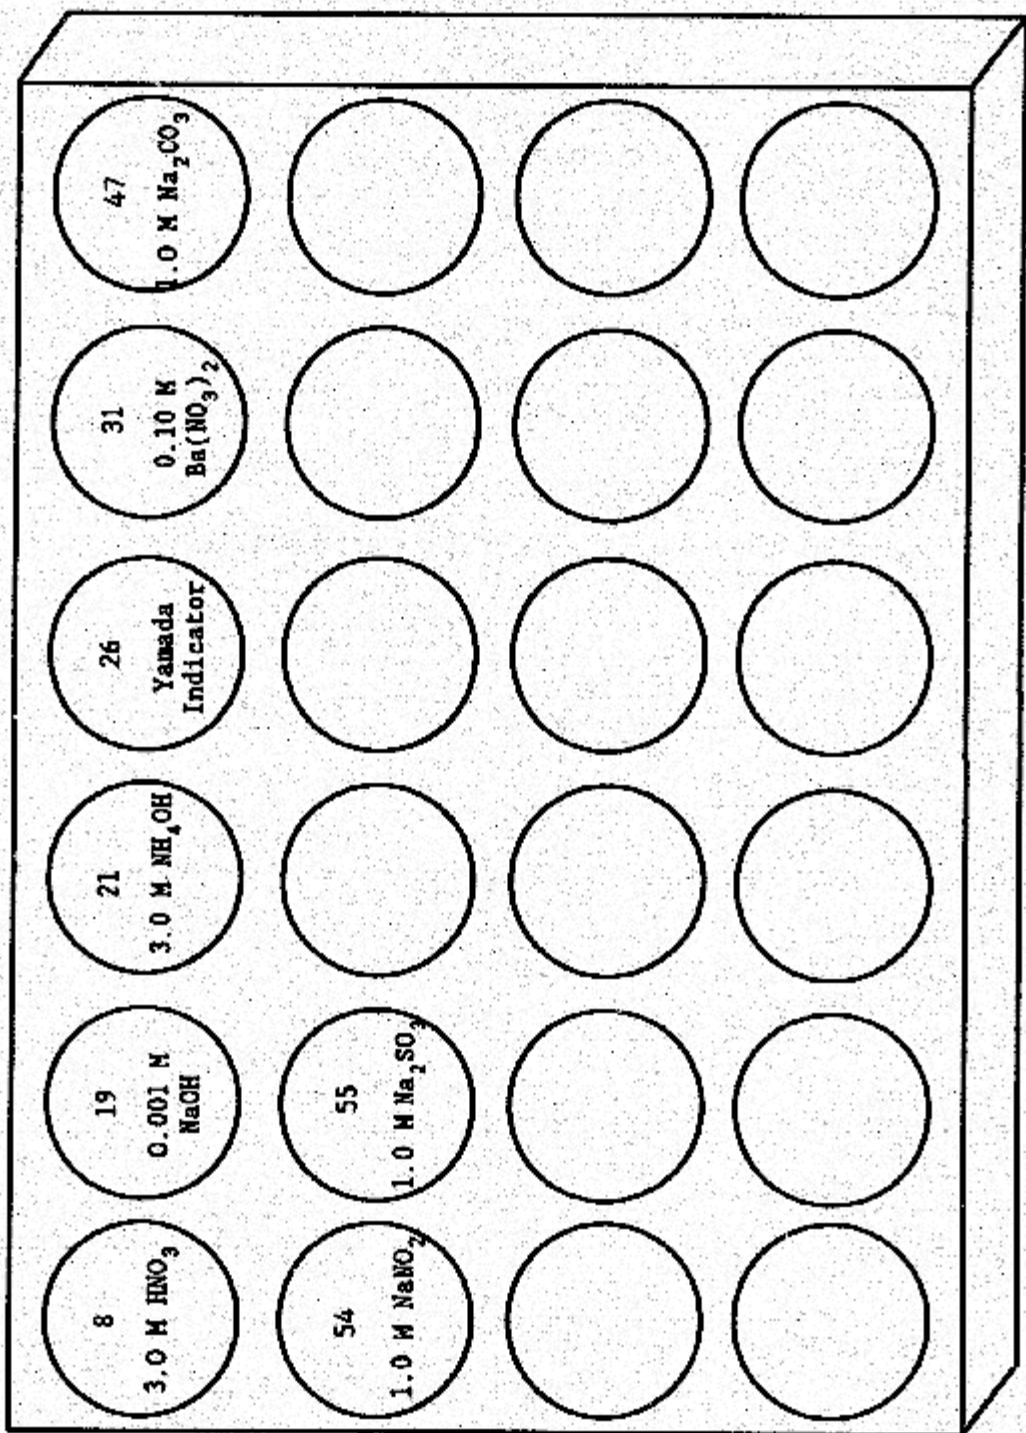 8
3.0 M HNO₃
19
0.001 M
NaOH
21
3.0 M NH₄OH
26
Yamada
Indicator
31
0.10 M
Ba(NO₃)₂
47
1.0 M Na₂CO₃
54
1.0 M NaNO₂
55
1.0 M Na₂SO₃